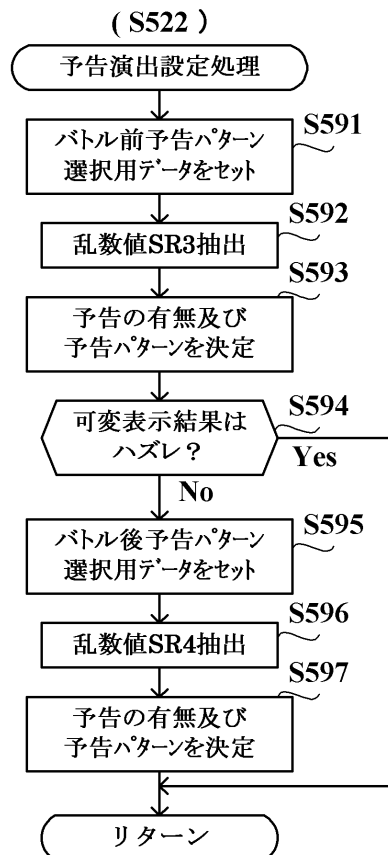 ( S522 )
予告演出設定処理
S591
バトル前予告パターン
選択用データをセット
S592
乱数値SR3抽出
S593
予告の有無及び
予告パターンを決定
S594
可変表示結果は
ハズレ?
Yes
No
S595
バトル後予告パターン
選択用データをセット
S596
乱数値SR4抽出
S597
予告の有無及び
予告パターンを決定
リターン